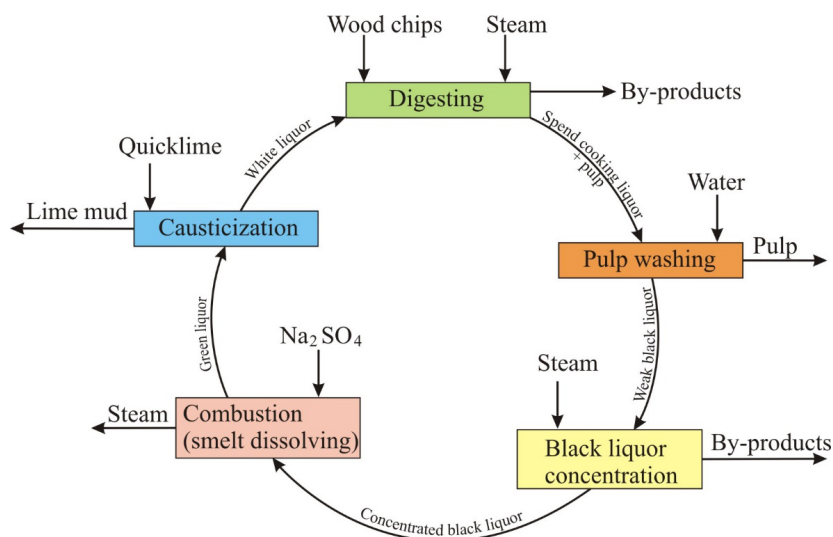 Wood chips
Steam
Digesting
By-products
White liquor
Spend cooking liquor
+ pulp
Quicklime
Water
Lime mud
Causticization
Pulp washing
Pulp
Green liquor
Weak black liquor
Na₂SO₄
Steam
Steam
Combustion
(smelt dissolving)
Black liquor
concentration
By-products
Concentrated black liquor